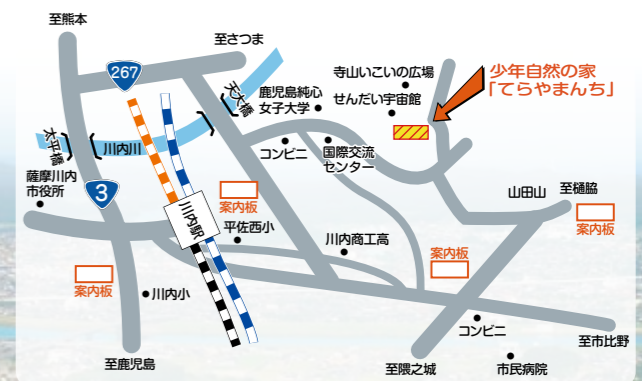 至熊本
至さつま
267
寺山いこいの広場
少年自然の家
「てらやまんち」
天大橋
鹿児島純心
女子大学
せんだい宇宙館
太平橋
川内川
コンビニ
国際交流
センター
薩摩川内
市役所
3
川内駅
案内板
平佐西小
山田山
至樋脇
案内板
川内商工高
案内板
案内板
川内小
コンビニ
至市比野
至鹿児島
至隈之城
市民病院